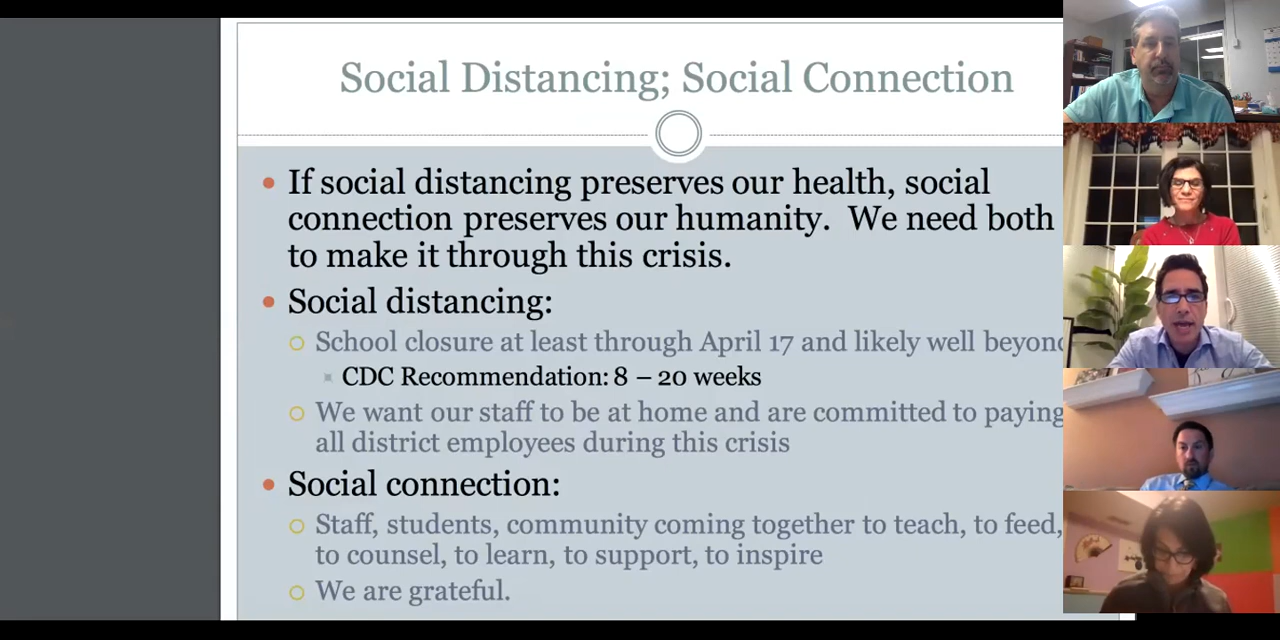 Social Distancing; Social Connection
If social distancing preserves our health, social
connection preserves our humanity.  We need both
to make it through this crisis.
Social distancing:
School closure at least through April 17 and likely well beyond
CDC Recommendation: 8 – 20 weeks
We want our staff to be at home and are committed to paying
all district employees during this crisis
Social connection:
Staff, students, community coming together to teach, to feed,
to counsel, to learn, to support, to inspire
We are grateful.